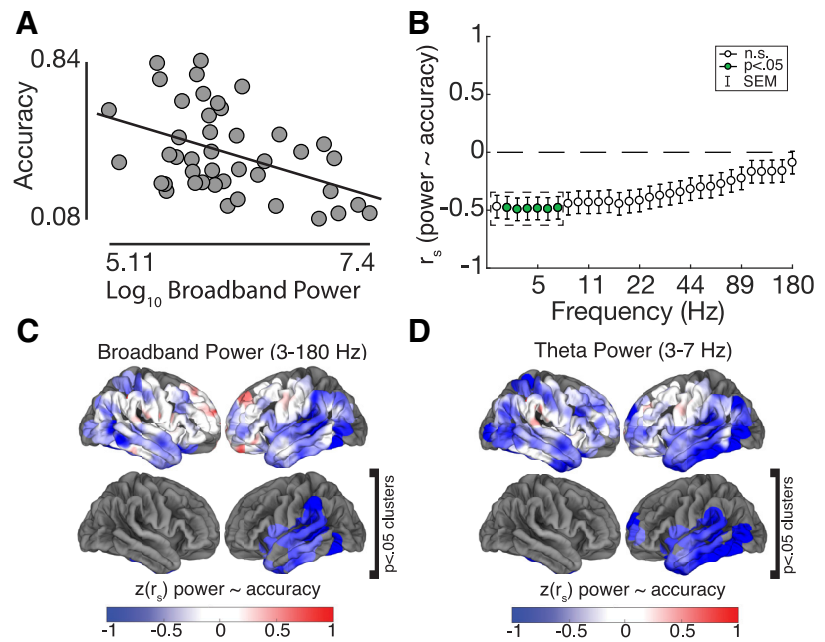 A
0.84
Accuracy
0.08
5.11
7.4
Log10 Broadband Power
B
1
0.5
0
-0.5
-1
rs (power ~ accuracy)
n.s.
p<.05
SEM
5
11
22
44
89
180
Frequency (Hz)
C
Broadband Power (3-180 Hz)
p<.05 clusters
z(rs) power ~ accuracy
-1
-0.5
0
0.5
1
D
Theta Power (3-7 Hz)
p<.05 clusters
z(rs) power ~ accuracy
-1
-0.5
0
0.5
1